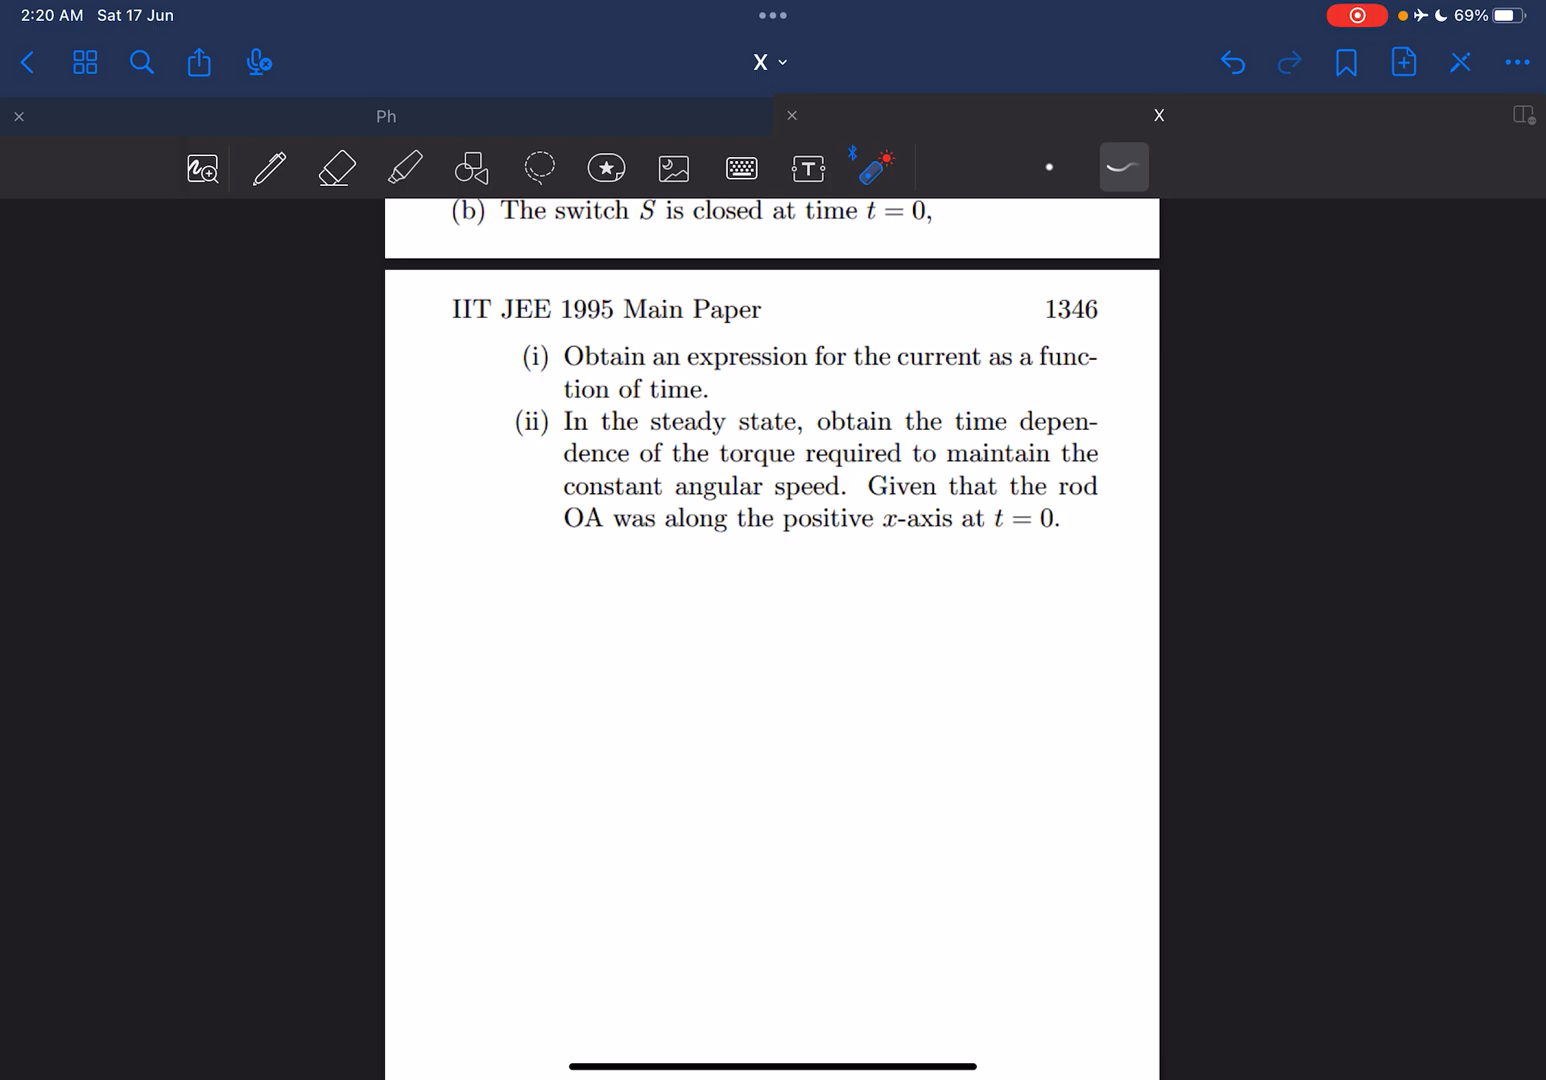 2:20 AM Sat 17 Jun
69%
X
Ph
X
T
(b) The switch S is closed at time t = 0,
IIT JEE 1995 Main Paper 1346
(i) Obtain an expression for the current as a func-
tion of time.
(ii) In the steady state, obtain the time depen-
dence of the torque required to maintain the
constant angular speed. Given that the rod
OA was along the positive x-axis at t = 0.